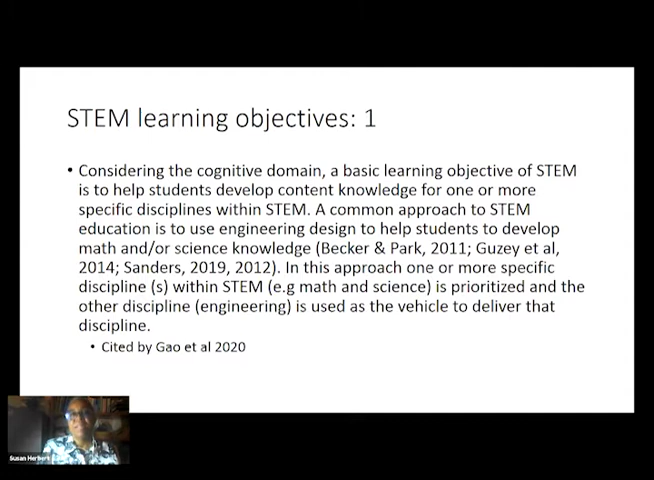 STEM learning objectives: 1
• Considering the cognitive domain, a basic learning objective of STEM
is to help students develop content knowledge for one or more
specific disciplines within STEM. A common approach to STEM
education is to use engineering design to help students to develop
math and/or science knowledge (Becker & Park, 2011; Guzey et al,
2014; Sanders, 2019, 2012). In this approach one or more specific
discipline (s) within STEM (e.g math and science) is prioritized and the
other discipline (engineering) is used as the vehicle to deliver that
discipline.
• Cited by Gao et al 2020
Susan Herbert